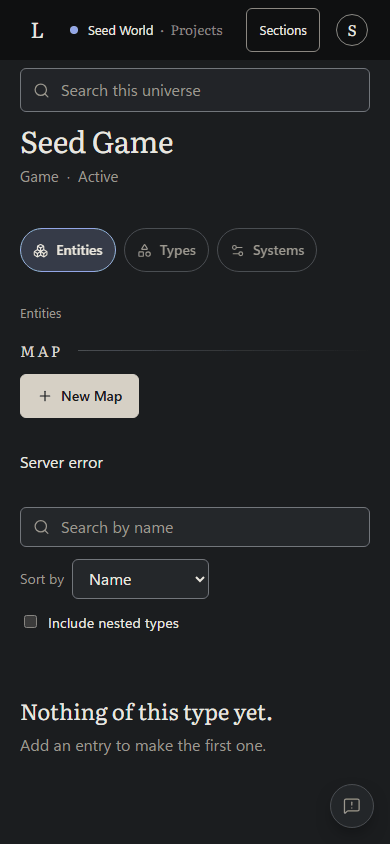 L Seed World · Projects Sections S
Search this universe
Seed Game
Game · Active
Entities Types Systems
Entities
MAP
New Map
Server error
Search by name
Sort by Name
Include nested types
Nothing of this type yet.
Add an entry to make the first one.